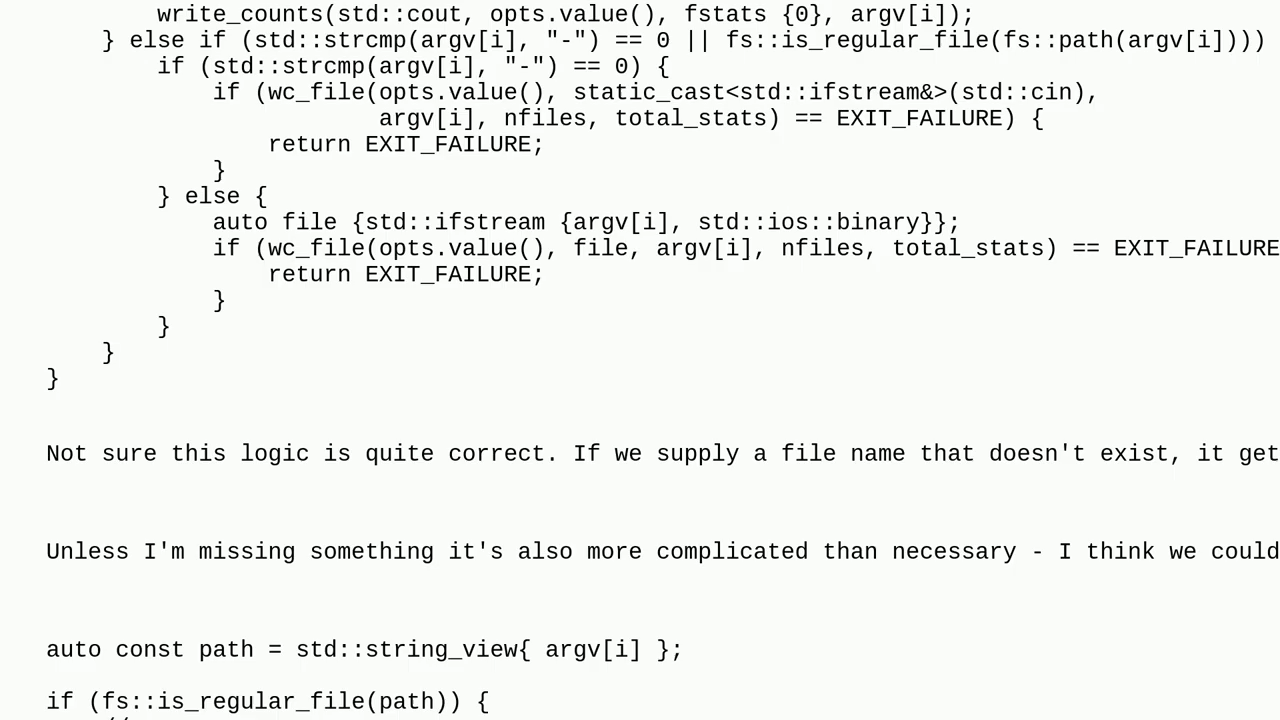 write_counts(std::cout, opts.value(), fstats {0}, argv[i]);
} else if (std::strcmp(argv[i], "-") == 0 || fs::is_regular_file(fs::path(argv[i])))
if (std::strcmp(argv[i], "-") == 0) {
if (wc_file(opts.value(), static_cast<std::ifstream&>(std::cin),
argv[i], nfiles, total_stats) == EXIT_FAILURE) {
return EXIT_FAILURE;
}
} else {
auto file {std::ifstream {argv[i], std::ios::binary}};
if (wc_file(opts.value(), file, argv[i], nfiles, total_stats) == EXIT_FAILURE
return EXIT_FAILURE;
}
}
}
}
Not sure this logic is quite correct. If we supply a file name that doesn't exist, it get
Unless I'm missing something it's also more complicated than necessary - I think we could
auto const path = std::string_view{ argv[i] };
if (fs::is_regular_file(path)) {